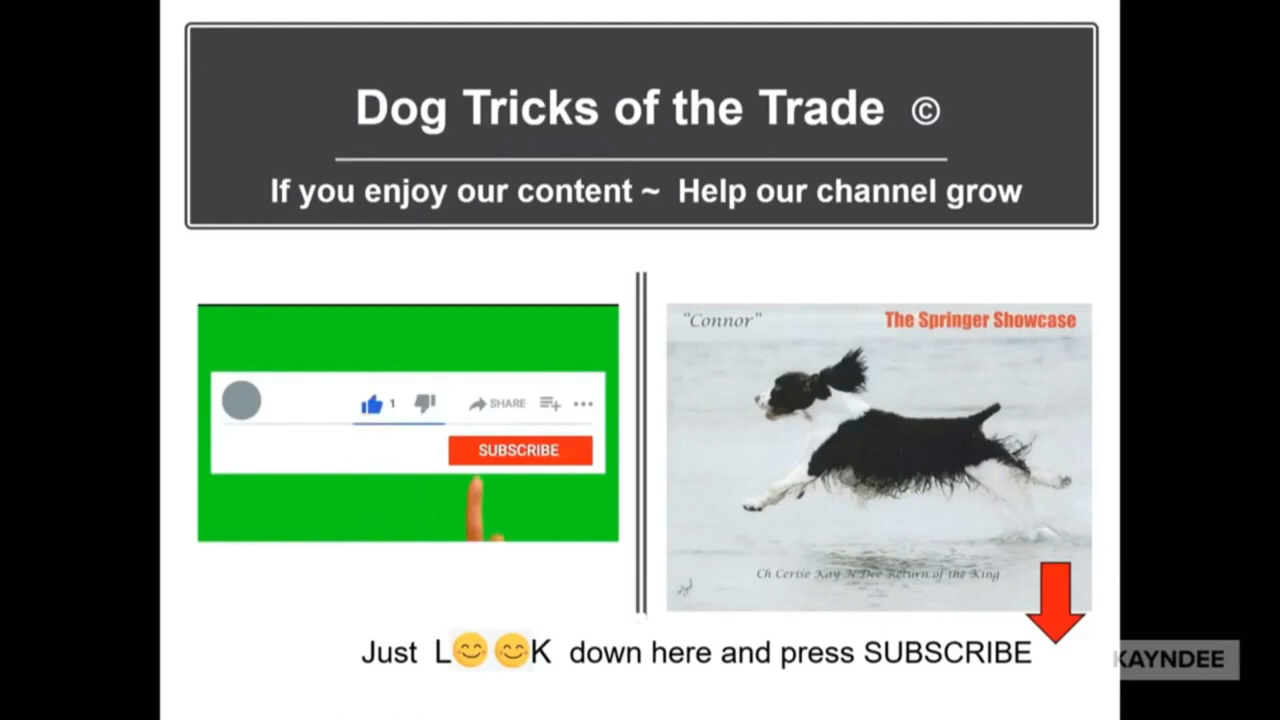 Dog Tricks of the Trade ©
If you enjoy our content ~ Help our channel grow
"Connor"
The Springer Showcase
1
SHARE
SUBSCRIBE
Ch Cerise Kay N Dee Return of the King
Just L😊😊K down here and press SUBSCRIBE
KAYNDEE